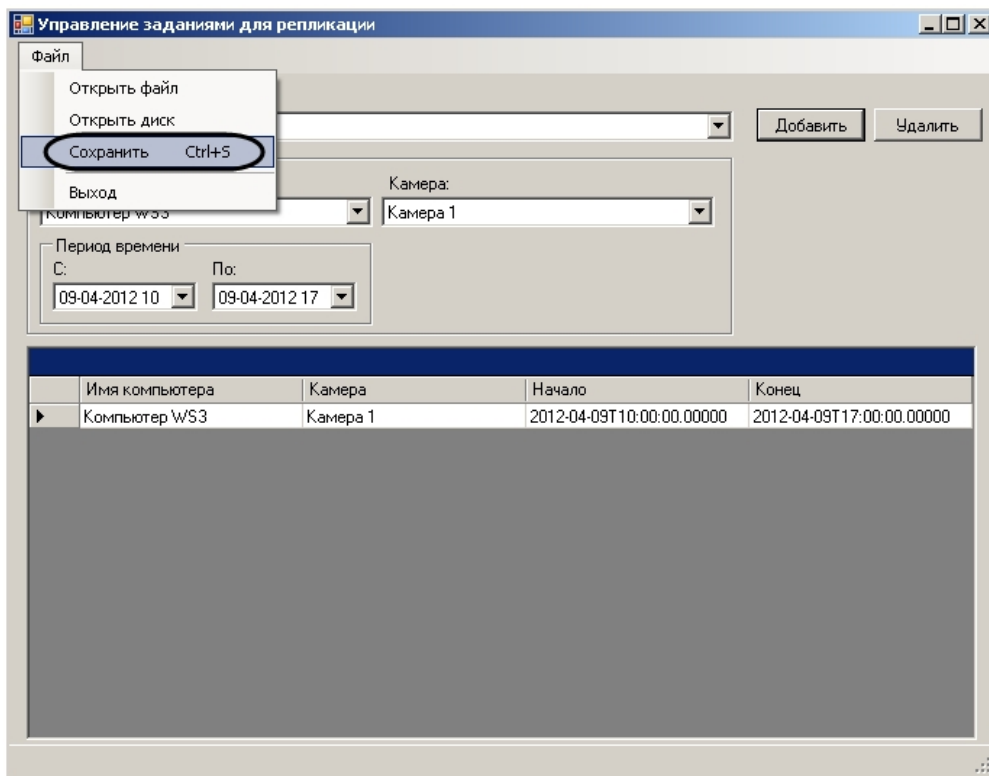 Управление заданиями для репликации
Файл
Открыть файл
Открыть диск
Добавить Удалить
Сохранить Ctrl+S
Камера:
Выход
Компьютер WS3 Камера 1
Период времени
С: По:
09-04-2012 10 09-04-2012 17
Имя компьютера Камера Начало Конец
Компьютер WS3 Камера 1 2012-04-09T10:00:00.00000 2012-04-09T17:00:00.00000